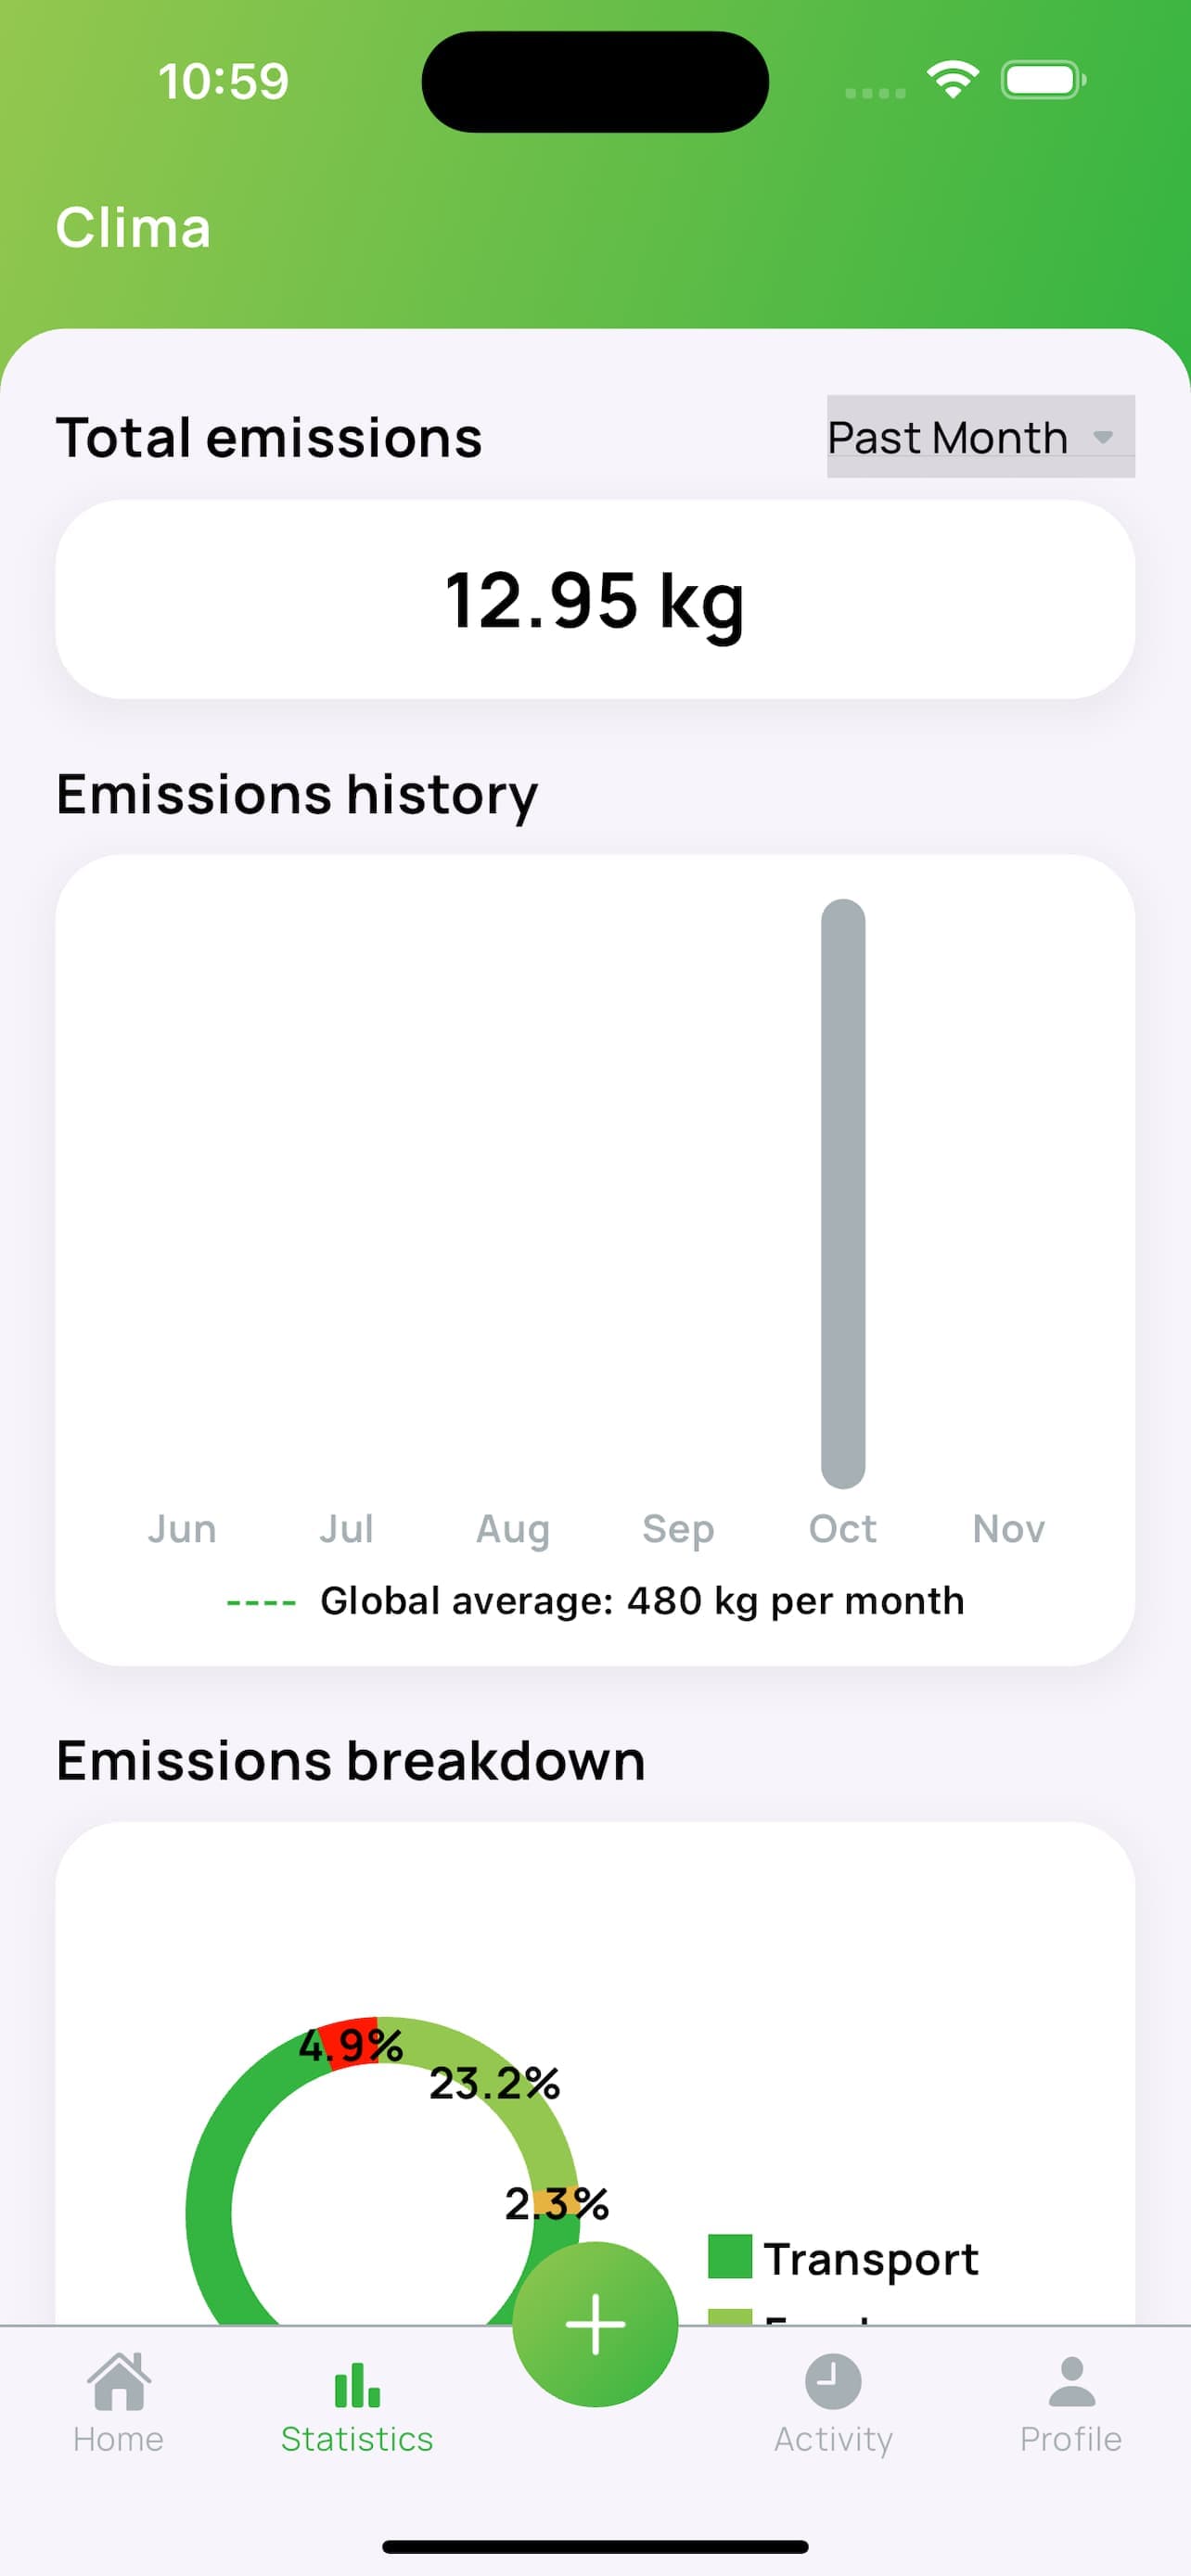 10:59
Clima
Total emissions
Past Month
12.95 kg
Emissions history
Jun Jul Aug Sep Oct Nov
---- Global average: 480 kg per month
Emissions breakdown
4.9%
23.2%
2.3%
Transport
Home Statistics Activity Profile